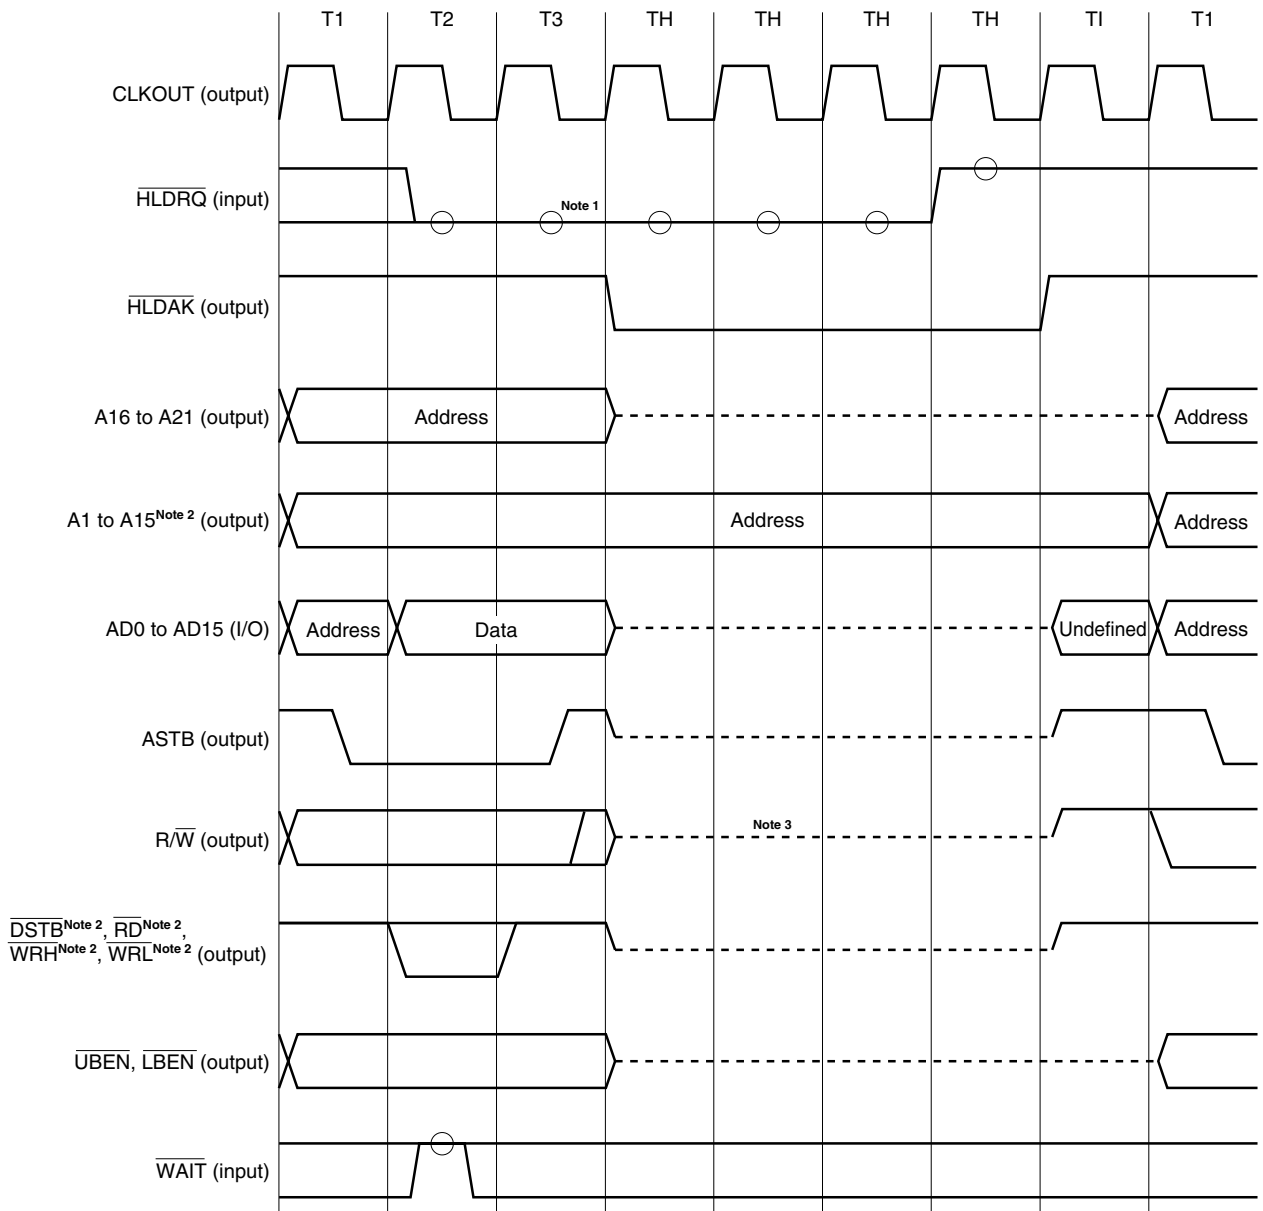 T1 T2 T3 TH TH TH TH TI T1
CLKOUT (output)
HLDRQ (input)
Note 1
HLDAK (output)
A16 to A21 (output)
Address
Address
A1 to A15Note 2 (output)
Address
Address
AD0 to AD15 (I/O)
Address
Data
Undefined
Address
ASTB (output)
R/W (output)
Note 3
DSTBNote 2, RDNote 2,
WRHNote 2, WRLNote 2 (output)
UBEN, LBEN (output)
WAIT (input)